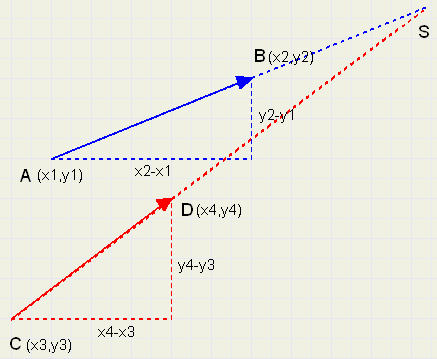 S
B (x2,y2)
y2-y1
A (x1,y1)
x2-x1
D (x4,y4)
y4-y3
x4-x3
C (x3,y3)